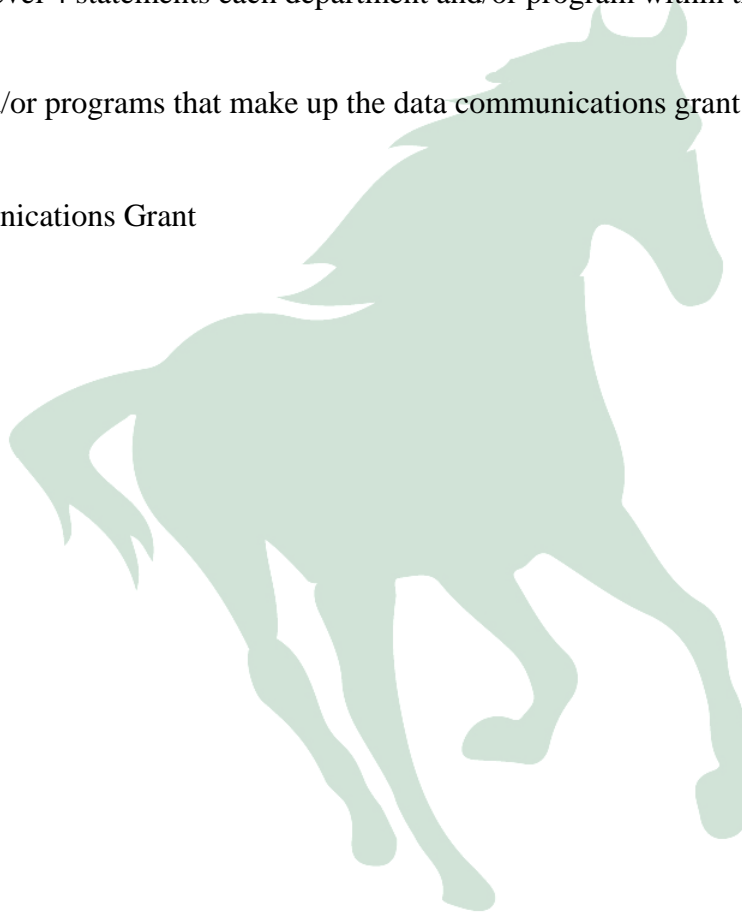 4 statements each department and/or program within
/or programs that make up the data communications grant
nications Grant